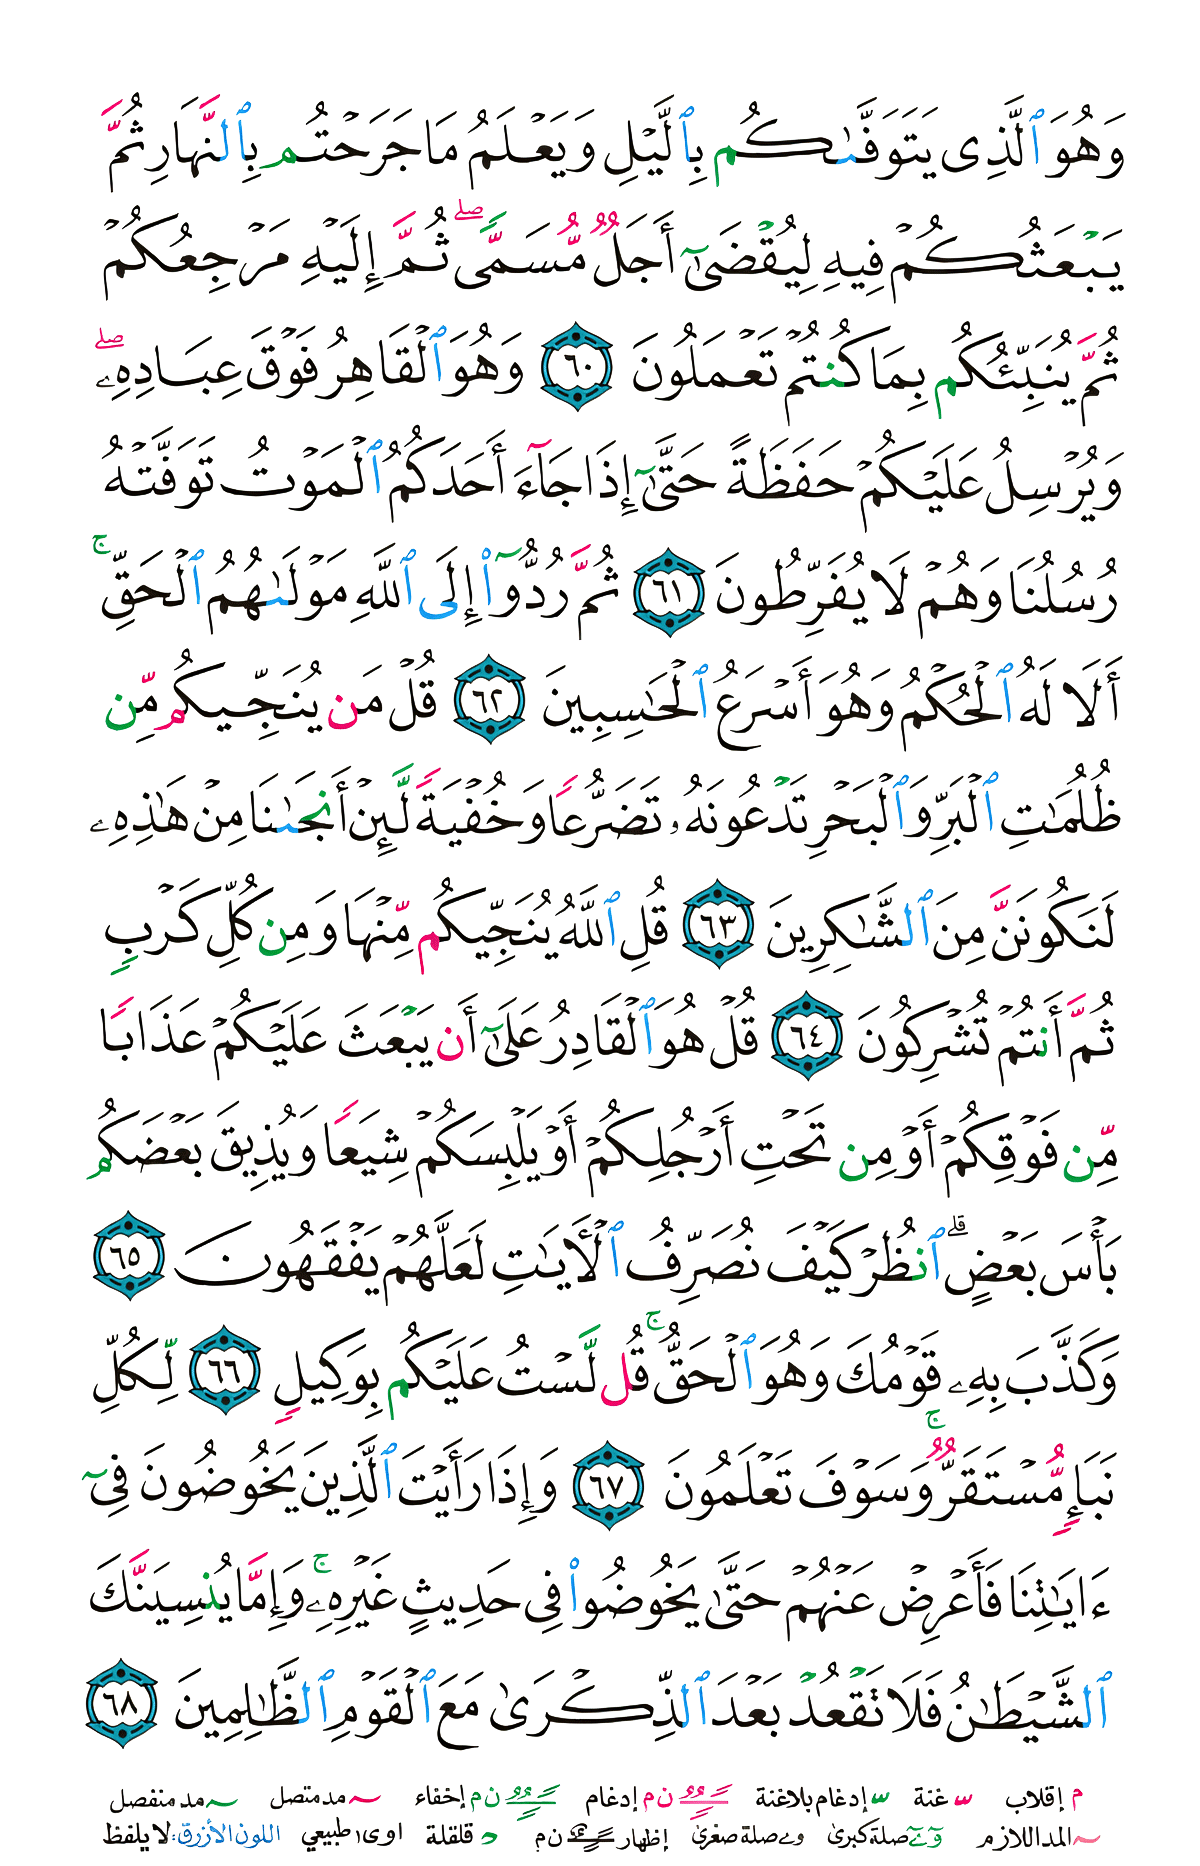 وَهُوَ ٱلَّذِى يَتَوَفَّىٰكُم بِٱلَّيۡلِ وَيَعۡلَمُ مَا جَرَحۡتُم بِٱلنَّهَارِ ثُمَّ
يَبۡعَثُكُمۡ فِيهِ لِيُقۡضَىٰٓ أَجَلٌ مُّسَمًّىۖ ثُمَّ إِلَيۡهِ مَرۡجِعُكُمۡ
ثُمَّ يُنَبِّئُكُم بِمَا كُنتُمۡ تَعۡمَلُونَ ٦٠ وَهُوَ ٱلۡقَاهِرُ فَوۡقَ عِبَادِهِۦۖ
وَيُرۡسِلُ عَلَيۡكُمۡ حَفَظَةً حَتَّىٰٓ إِذَا جَآءَ أَحَدَكُمُ ٱلۡمَوۡتُ تَوَفَّتۡهُ
رُسُلُنَا وَهُمۡ لَا يُفَرِّطُونَ ٦١ ثُمَّ رُدُّوٓاْ إِلَى ٱللَّهِ مَوۡلَىٰهُمُ ٱلۡحَقِّۚ
أَلَا لَهُ ٱلۡحُكۡمُ وَهُوَ أَسۡرَعُ ٱلۡحَٰسِبِينَ ٦٢ قُلۡ مَن يُنَجِّيكُم مِّن
ظُلُمَٰتِ ٱلۡبَرِّ وَٱلۡبَحۡرِ تَدۡعُونَهُۥ تَضَرُّعًا وَخُفۡيَةً لَّئِنۡ أَنجَىٰنَا مِنۡ هَٰذِهِۦ
لَنَكُونَنَّ مِنَ ٱلشَّٰكِرِينَ ٦٣ قُلِ ٱللَّهُ يُنَجِّيكُم مِّنۡهَا وَمِن كُلِّ كَرۡبٍ
ثُمَّ أَنتُمۡ تُشۡرِكُونَ ٦٤ قُلۡ هُوَ ٱلۡقَادِرُ عَلَىٰٓ أَن يَبۡعَثَ عَلَيۡكُمۡ عَذَابًا
مِّن فَوۡقِكُمۡ أَوۡ مِن تَحۡتِ أَرۡجُلِكُمۡ أَوۡ يَلۡبِسَكُمۡ شِيَعًا وَيُذِيقَ بَعۡضَكُم
بَأۡسَ بَعۡضٍۗ ٱنظُرۡ كَيۡفَ نُصَرِّفُ ٱلۡأٓيَٰتِ لَعَلَّهُمۡ يَفۡقَهُونَ ٦٥
وَكَذَّبَ بِهِۦ قَوۡمُكَ وَهُوَ ٱلۡحَقُّۚ قُل لَّسۡتُ عَلَيۡكُم بِوَكِيلٍ ٦٦ لِّكُلِّ
نَبَإٍ مُّسۡتَقَرٌّۚ وَسَوۡفَ تَعۡلَمُونَ ٦٧ وَإِذَا رَأَيۡتَ ٱلَّذِينَ يَخُوضُونَ فِىٓ
ءَايَٰتِنَا فَأَعۡرِضۡ عَنۡهُمۡ حَتَّىٰ يَخُوضُواْ فِى حَدِيثٍ غَيۡرِهِۦۚ وَإِمَّا يُنسِيَنَّكَ
ٱلشَّيۡطَٰنُ فَلَا تَقۡعُدۡ بَعۡدَ ٱلذِّكۡرَىٰ مَعَ ٱلۡقَوۡمِ ٱلظَّٰلِمِينَ ٦٨
م إقلاب غنة إدغام بلاغنة ن م إدغام ن م إخفاء مد متصل مد منفصل
المد اللازم صلة كبرى وے صلة صغرى إظهار ن م قلقلة اوى طبيعي اللون الأزرق: لا يلفظ